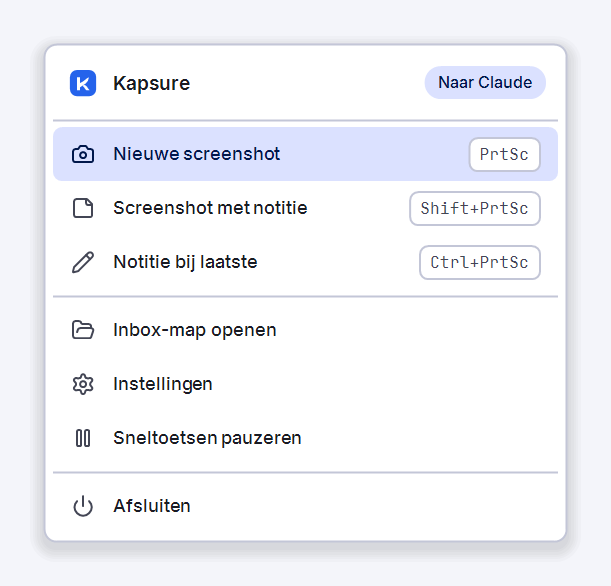 Kapsure
Naar Claude
Nieuwe screenshot
PrtSc
Screenshot met notitie
Shift+PrtSc
Notitie bij laatste
Ctrl+PrtSc
Inbox-map openen
Instellingen
Sneltoetsen pauzeren
Afsluiten